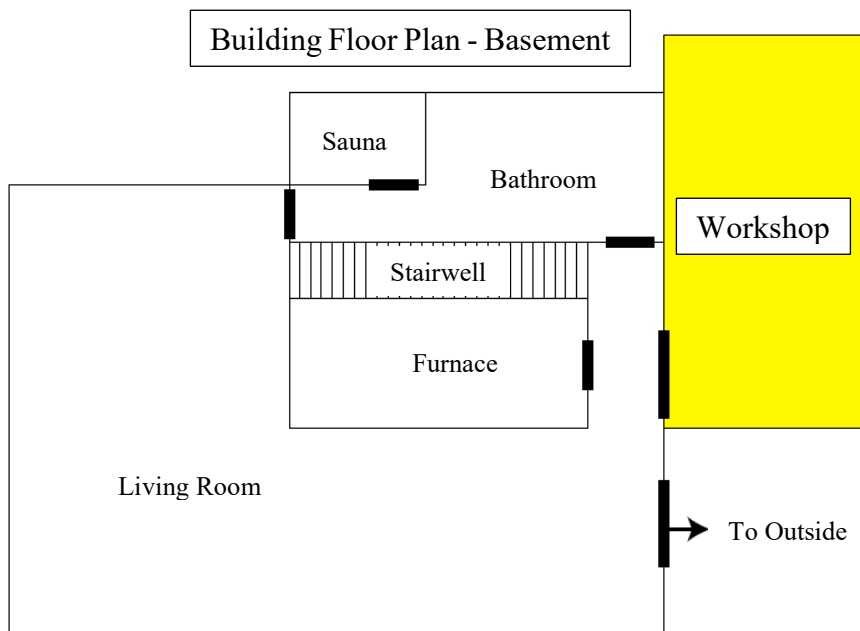 Building Floor Plan - Basement
Sauna
Bathroom
Workshop
Stairwell
Furnace
Living Room
To Outside